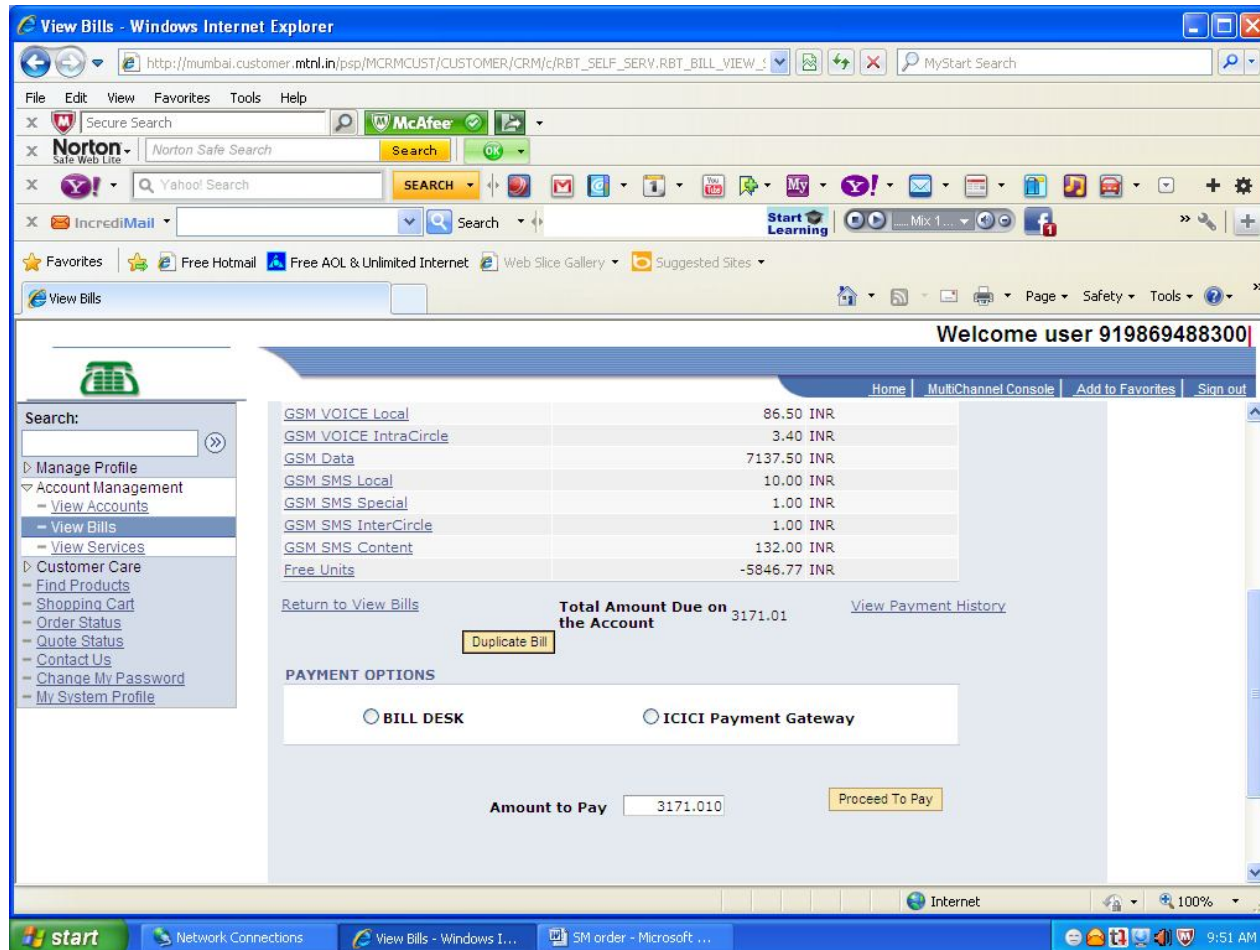 View Bills - Windows Internet Explorer
http://mumbai.customer.mtnl.in/psp/MCRMCUST/CUSTOMER/CRM/c/RBT_SELF_SERV.RBT_BILL_VIEW_
MyStart Search
File Edit View Favorites Tools Help
x Secure Search McAfee
x Norton Safe Web Lite Norton Safe Search Search OK
x Y! Yahoo! Search SEARCH 1 You Tube My Y!
x IncrediMail Search Start Learning ..... Mix 1... 1 »
Favorites Free Hotmail Free AOL & Unlimited Internet Web Slice Gallery Suggested Sites
View Bills Page Safety Tools »
Welcome user 919869488300
Home MultiChannel Console Add to Favorites Sign out
Search:
Manage Profile
Account Management
View Accounts
View Bills
View Services
Customer Care
Find Products
Shopping Cart
Order Status
Quote Status
Contact Us
Change My Password
My System Profile
GSM VOICE Local 86.50 INR
GSM VOICE IntraCircle 3.40 INR
GSM Data 7137.50 INR
GSM SMS Local 10.00 INR
GSM SMS Special 1.00 INR
GSM SMS InterCircle 1.00 INR
GSM SMS Content 132.00 INR
Free Units -5846.77 INR
Return to View Bills Total Amount Due on the Account 3171.01 View Payment History
Duplicate Bill
PAYMENT OPTIONS
BILL DESK ICICI Payment Gateway
Amount to Pay 3171.010 Proceed To Pay
Internet 100%
start Network Connections View Bills - Windows I... SM order - Microsoft ... 9:51 AM